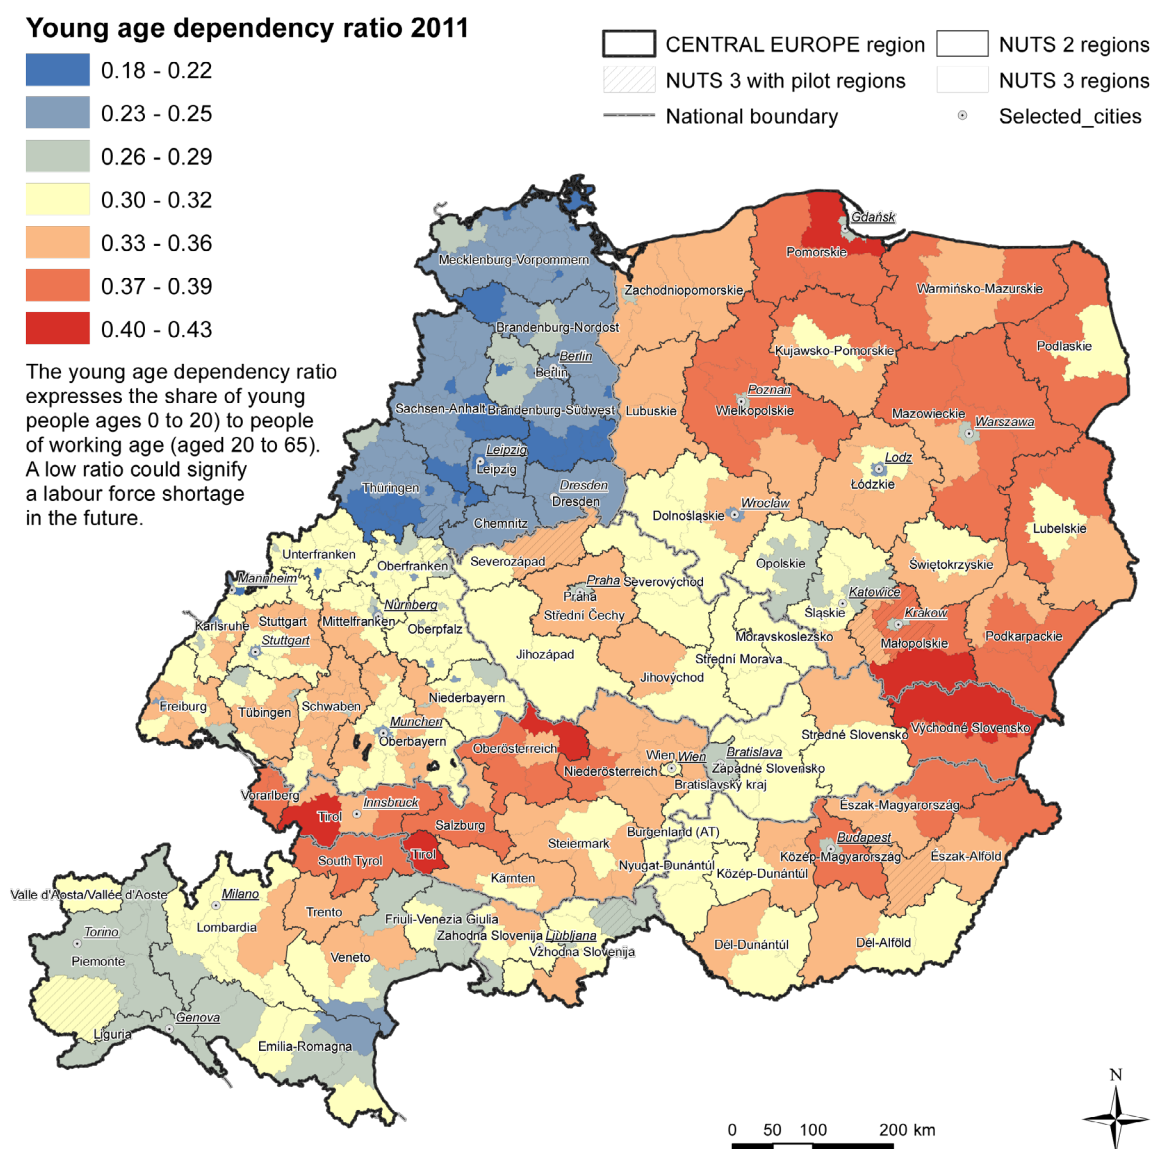 Young age dependency ratio 2011
0.18 - 0.22
0.23 - 0.25
0.26 - 0.29
0.30 - 0.32
0.33 - 0.36
0.37 - 0.39
0.40 - 0.43
The young age dependency ratio
expresses the share of young
people ages 0 to 20) to people
of working age (aged 20 to 65).
A low ratio could signify
a labour force shortage
in the future.
CENTRAL EUROPE region
NUTS 2 regions
NUTS 3 with pilot regions
NUTS 3 regions
National boundary
Selected_cities
Gdańsk
Pomorskie
Mecklenburg-Vorpommern
Zachodniopomorskie
Warmińsko-Mazurskie
Brandenburg-Nordost
Podlaskie
Kujawsko-Pomorskie
Berlin
Berlin
Poznan
Wielkopolskie
Sachsen-Anhalt
Brandenburg-Südwest
Lubuskie
Mazowieckie
Warszawa
Leipzig
Leipzig
Lodz
Łódzkie
Thüringen
Dresden
Dresden
Wroclaw
Dolnośląskie
Chemnitz
Lubelskie
Unterfranken
Oberfranken
Severozápad
Opolskie
Świętokrzyskie
Mannheim
Praha
Praha
Severovýchod
Katowice
Śląskie
Nürnberg
Krakow
Karlsruhe
Stuttgart
Mittelfranken
Oberpfalz
Střední Čechy
Stuttgart
Moravskoslezsko
Małopolskie
Podkarpackie
Jihozápad
Střední Morava
Jihovýchod
Niederbayern
Freiburg
Tübingen
Schwaben
Munchen
Oberbayern
Východné Slovensko
Stredné Slovensko
Oberösterreich
Wien
Wien
Bratislava
Niederösterreich
Západné Slovensko
Bratislavský kraj
Vorarlberg
Innsbruck
Tirol
Észak-Magyarország
Salzburg
Burgenland (AT)
Budapest
Steiermark
South Tyrol
Tirol
Nyugat-Dunántúl
Közép-Magyarország
Észak-Alföld
Közép-Dunántúl
Kärnten
Valle d'Aosta/Vallée d'Aoste
Milano
Trento
Friuli-Venezia Giulia
Lombardia
Torino
Zahodna Slovenija
Ljubljana
Vzhodna Slovenija
Dél-Dunántúl
Dél-Alföld
Piemonte
Veneto
Genova
Liguria
Emilia-Romagna
N
0 50 100 200 km